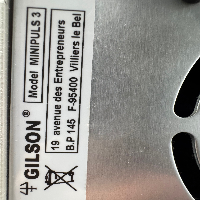 GILSON®
Model MINIPULS 3
19 avenue des Entrepreneurs
B.P 145 F-95400 Villiers le Bel